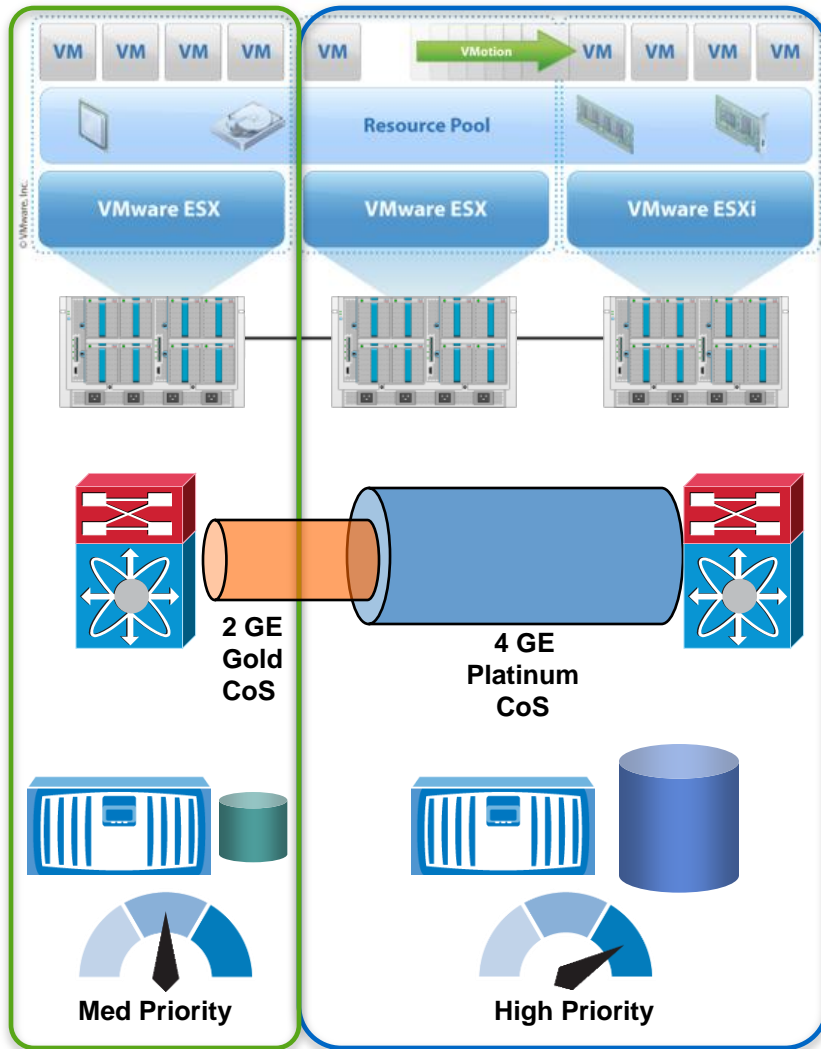 VM VM VM VM VM VMotion VM VM VM VM
Resource Pool
© VMware, Inc.
VMware ESX VMware ESX VMware ESXi
2 GE
Gold
CoS
4 GE
Platinum
CoS
Med Priority High Priority